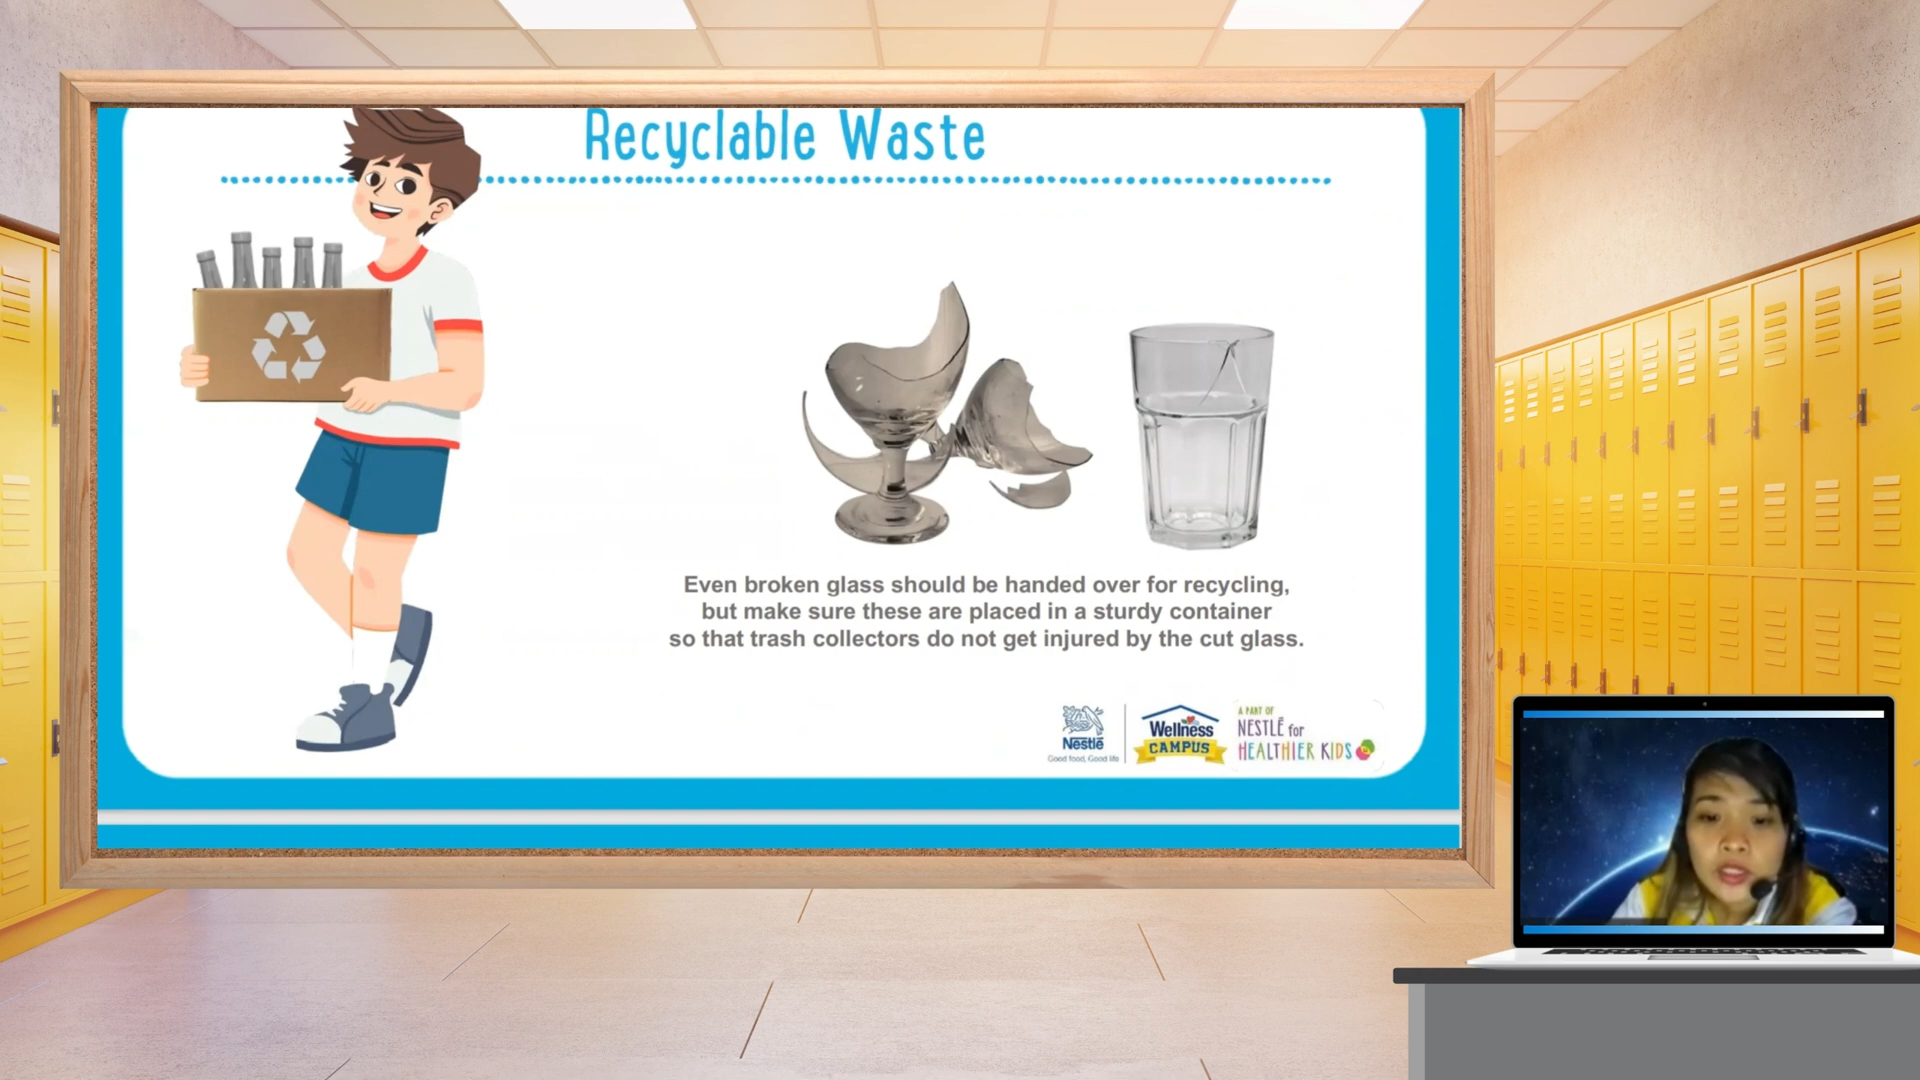 Recyclable Waste
Even broken glass should be handed over for recycling,
but make sure these are placed in a sturdy container
so that trash collectors do not get injured by the cut glass.
Nestlé
Good food, Good life
Wellness
CAMPUS
A PART OF
NESTLÉ for
HEALTHIER KIDS